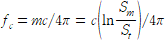 f_c = mc/4π = c(ln S_m/S_t)/4π